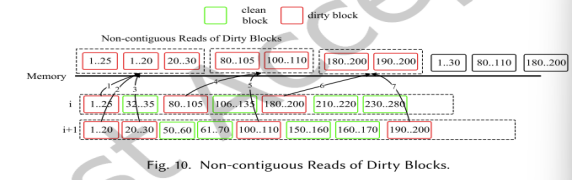 clean block
dirty block
Non-contiguous Reads of Dirty Blocks
1..25 1..20 20..30 80..105 100..110 180..200 190..200 1..30 80..110 180..200
Memory
1 2 3 4 5 6 7
i 1..25 32..35 80..105 106..135 180..200 210..220 230..280
i+1 1..20 20..30 50..60 61..70 100..110 150..160 160..170 190..200
Fig. 10. Non-contiguous Reads of Dirty Blocks.